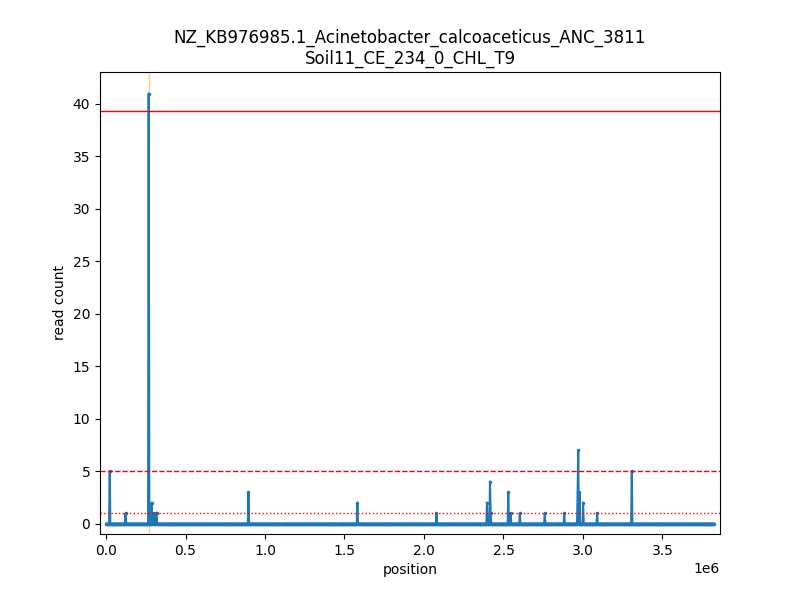 NZ_KB976985.1_Acinetobacter_calcoaceticus_ANC_3811
Soil11_CE_234_0_CHL_T9
read count
40
35
30
25
20
15
10
5
0
0.0 0.5 1.0 1.5 2.0 2.5 3.0 3.5
position
1e6